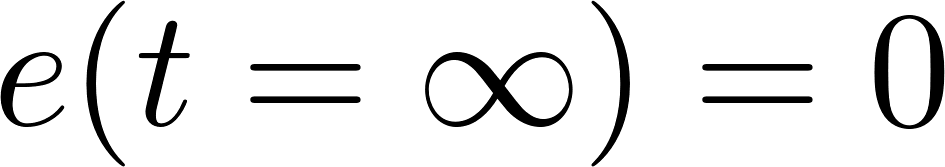 e(t = ∞) = 0